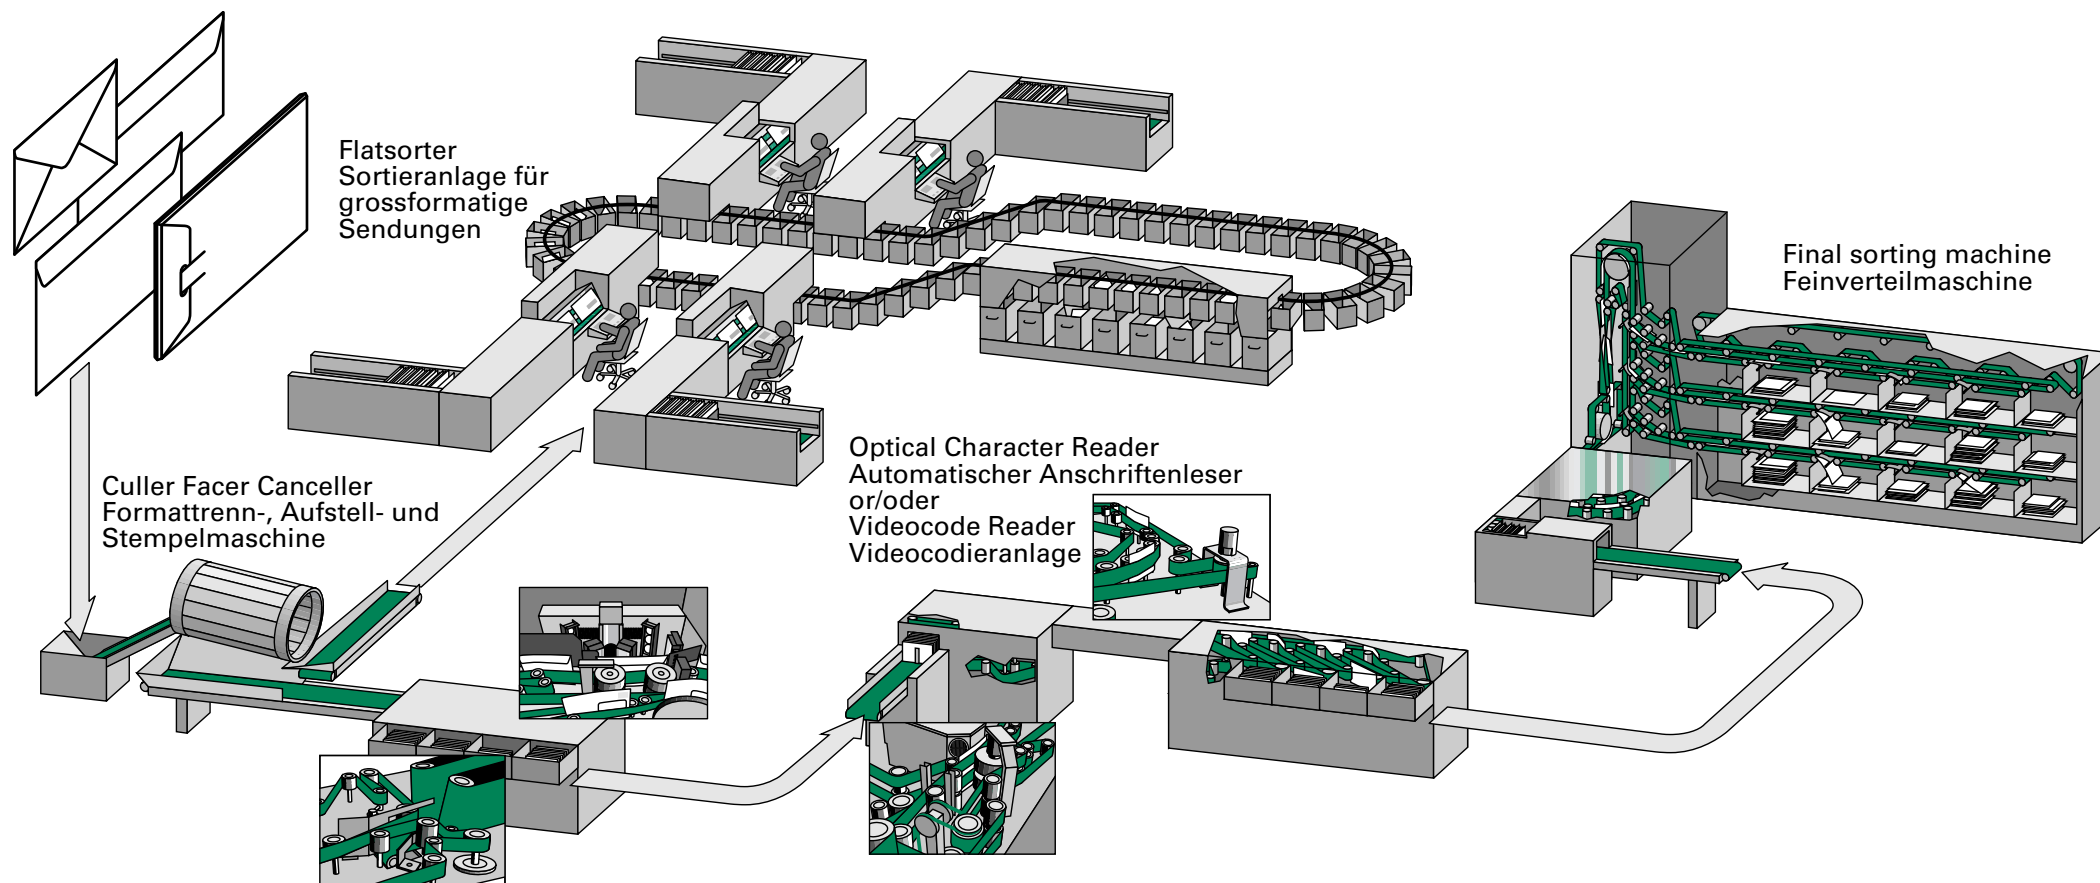 Flatsorter
Sortieranlage für
grossformatige
Sendungen
Final sorting machine
Feinverteilmaschine
Culler Facer Canceller
Formattrenn-, Aufstell- und
Stempelmaschine
Optical Character Reader
Automatischer Anschriftenleser
or/oder
Videocode Reader
Videocodieranlage